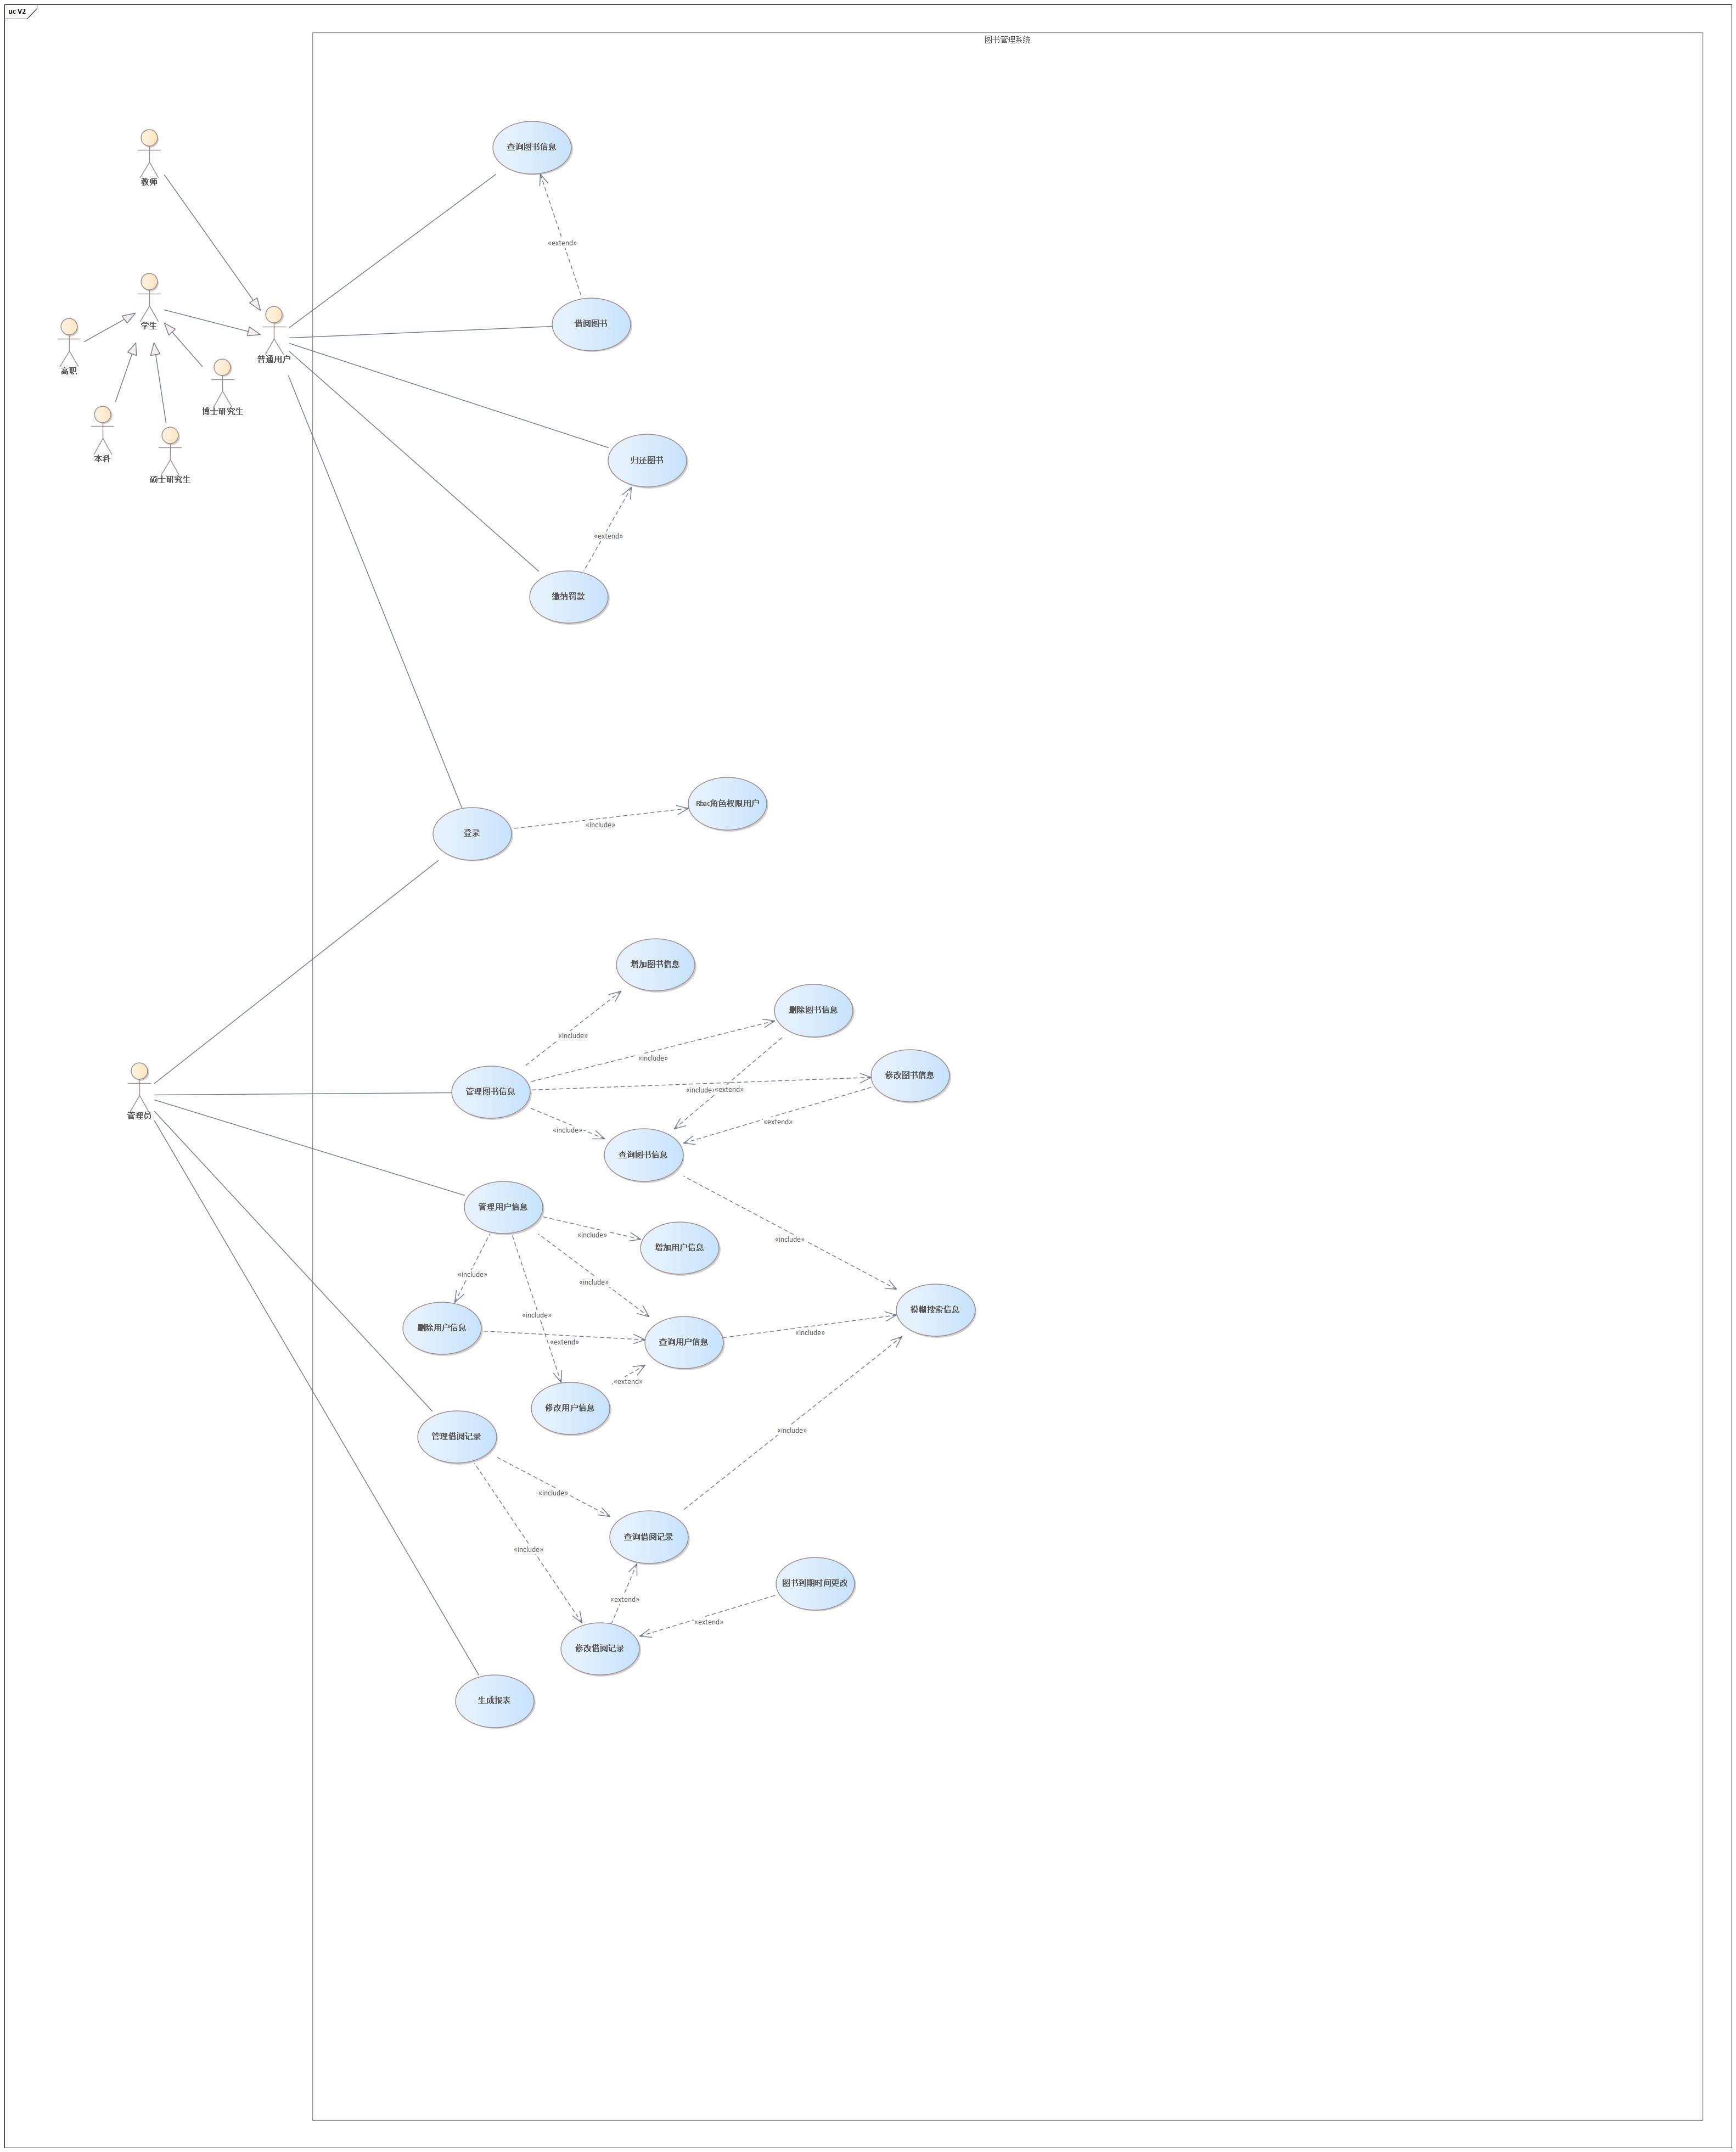 uc V2
图书管理系统
教师
查询图书信息
«extend»
学生
高职
普通用户
借阅图书
博士研究生
本科
硕士研究生
归还图书
«extend»
缴纳罚款
Rbac角色权限用户
«include»
登录
增加图书信息
删除图书信息
«include»
«include»
修改图书信息
«include»
«extend»
管理图书信息
管理员
«extend»
«include»
查询图书信息
管理用户信息
«include»
«include»
增加用户信息
«include»
«include»
模糊搜索信息
«include»
删除用户信息
«include»
«extend»
查询用户信息
«extend»
修改用户信息
«include»
管理借阅记录
«include»
查询借阅记录
«include»
图书到期时间更改
«extend»
«extend»
修改借阅记录
生成报表